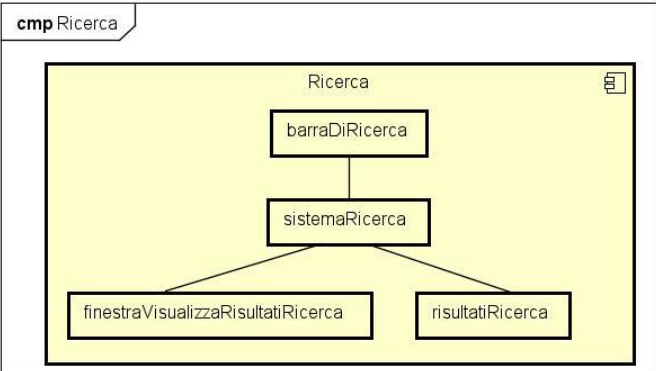 cmp Ricerca
Ricerca
barraDiRicerca
sistemaRicerca
finestraVisualizzaRisultatiRicerca
risultatiRicerca